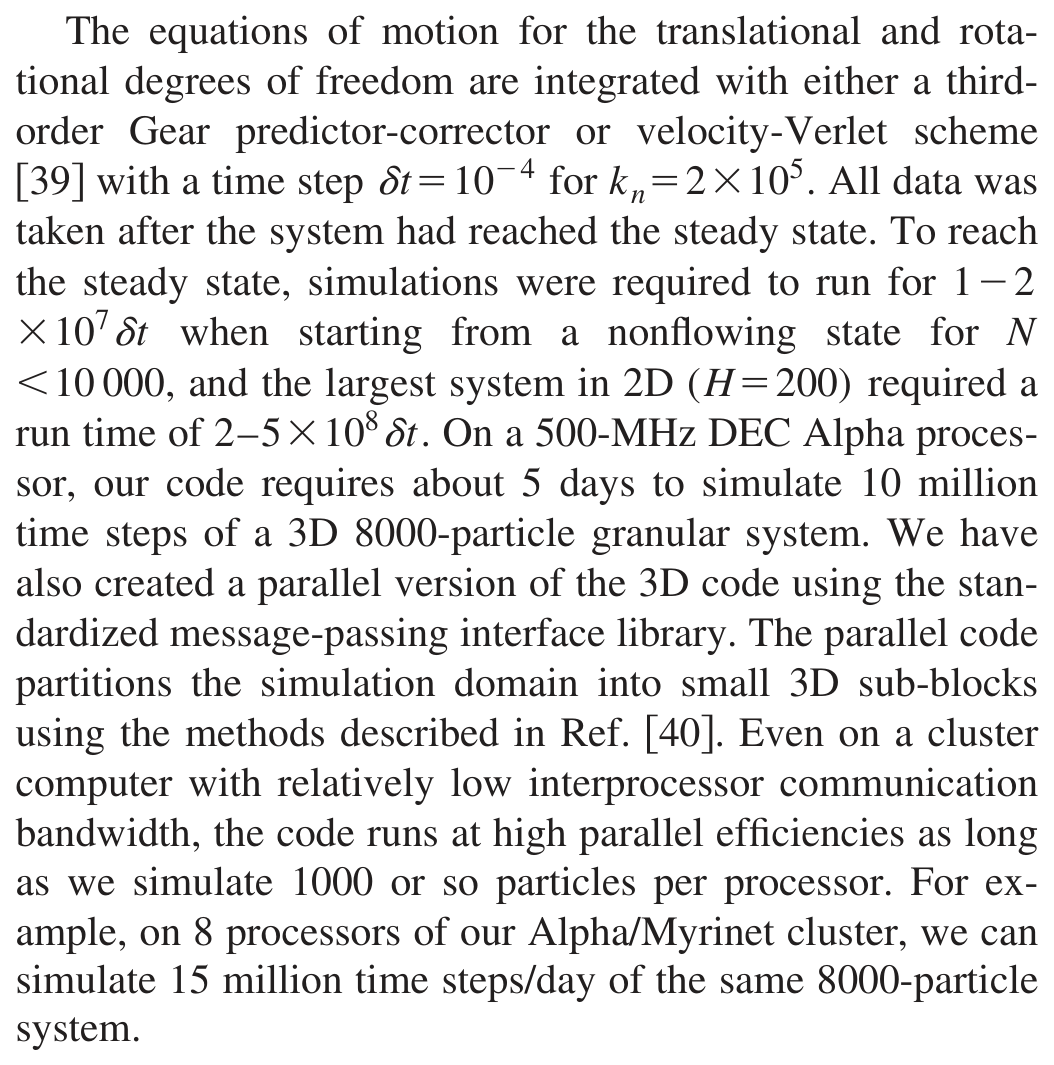 The equations of motion for the translational and rota-
tional degrees of freedom are integrated with either a third-
order Gear predictor-corrector or velocity-Verlet scheme
[39] with a time step δt=10⁻⁴ for kₙ=2×10⁵. All data was
taken after the system had reached the steady state. To reach
the steady state, simulations were required to run for 1−2
×10⁷δt when starting from a nonflowing state for N
<10 000, and the largest system in 2D (H=200) required a
run time of 2–5×10⁸δt. On a 500-MHz DEC Alpha proces-
sor, our code requires about 5 days to simulate 10 million
time steps of a 3D 8000-particle granular system. We have
also created a parallel version of the 3D code using the stan-
dardized message-passing interface library. The parallel code
partitions the simulation domain into small 3D sub-blocks
using the methods described in Ref. [40]. Even on a cluster
computer with relatively low interprocessor communication
bandwidth, the code runs at high parallel efficiencies as long
as we simulate 1000 or so particles per processor. For ex-
ample, on 8 processors of our Alpha/Myrinet cluster, we can
simulate 15 million time steps/day of the same 8000-particle
system.